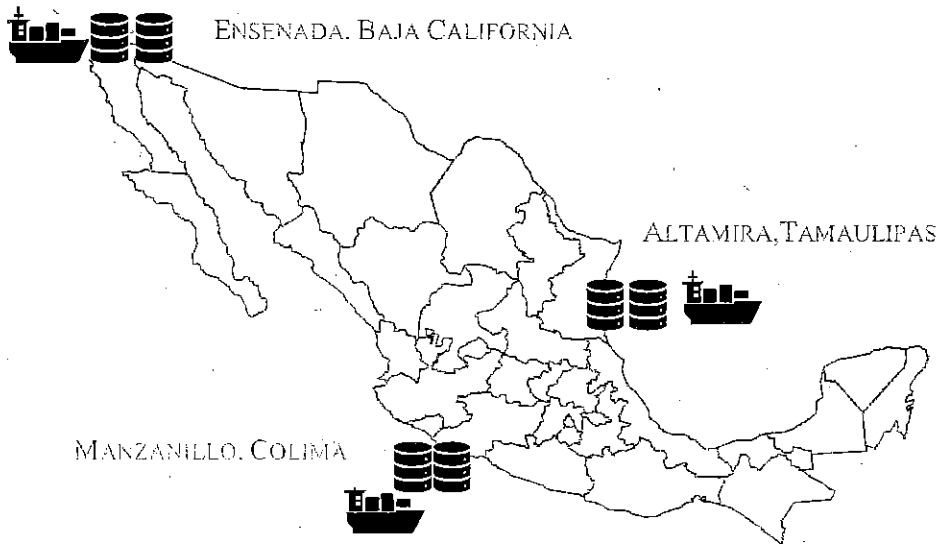 ENSENADA. BAJA CALIFORNIA
ALTAMIRA, TAMAULIPAS
MANZANILLO. COLIMA